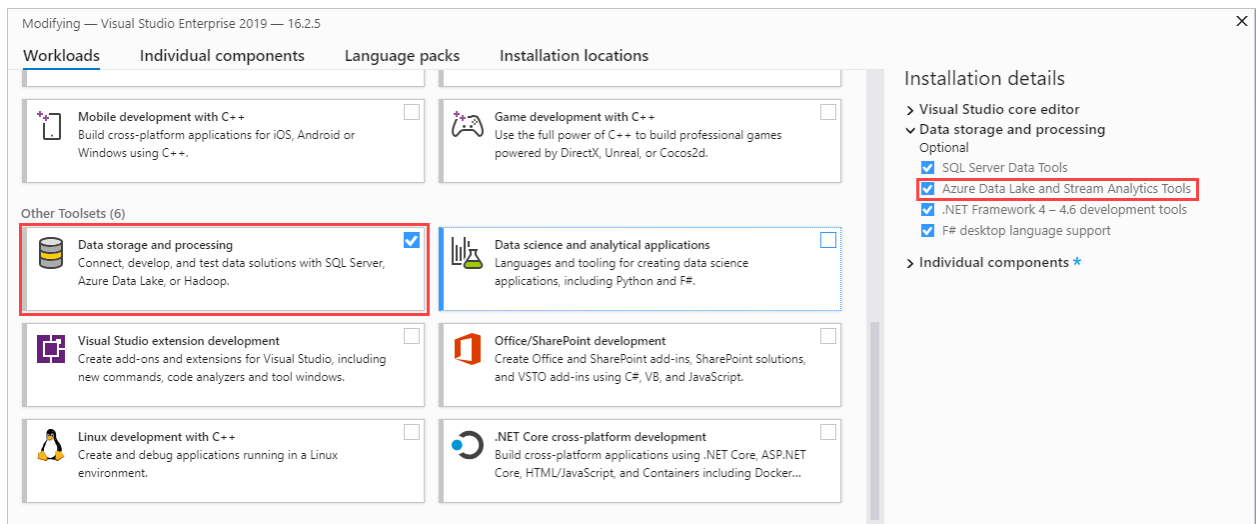 Modifying — Visual Studio Enterprise 2019 — 16.2.5
Workloads
Individual components
Language packs
Installation locations
Mobile development with C++
Build cross-platform applications for iOS, Android or
Windows using C++.
Game development with C++
Use the full power of C++ to build professional games
powered by DirectX, Unreal, or Cocos2d.
Other Toolsets (6)
Data storage and processing
Connect, develop, and test data solutions with SQL Server,
Azure Data Lake, or Hadoop.
Data science and analytical applications
Languages and tooling for creating data science
applications, including Python and F#.
Visual Studio extension development
Create add-ons and extensions for Visual Studio, including
new commands, code analyzers and tool windows.
Office/SharePoint development
Create Office and SharePoint add-ins, SharePoint solutions,
and VSTO add-ins using C#, VB, and JavaScript.
Linux development with C++
Create and debug applications running in a Linux
environment.
.NET Core cross-platform development
Build cross-platform applications using .NET Core, ASP.NET
Core, HTML/JavaScript, and Containers including Docker...
Installation details
Visual Studio core editor
Data storage and processing
Optional
SQL Server Data Tools
Azure Data Lake and Stream Analytics Tools
.NET Framework 4 – 4.6 development tools
F# desktop language support
Individual components *